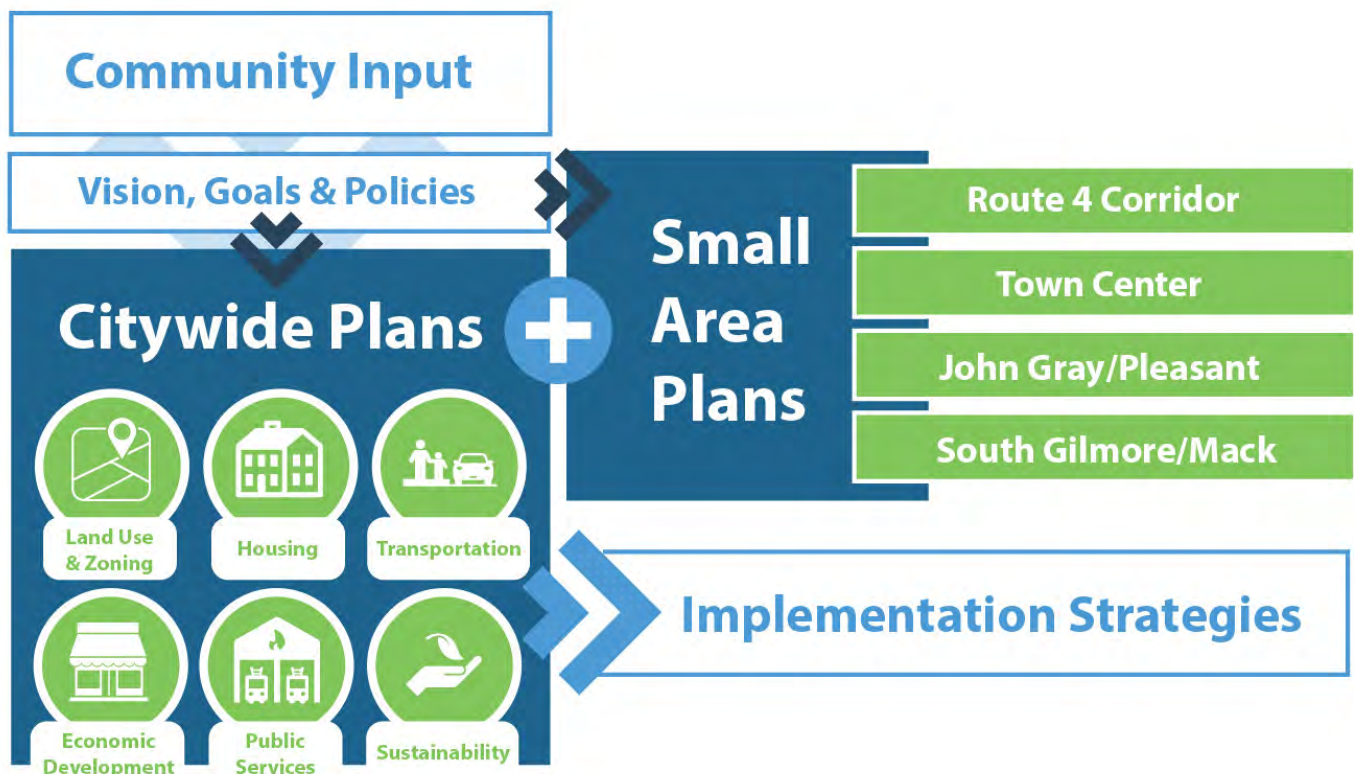 Community Input
Vision, Goals & Policies
Citywide Plans
Land Use
& Zoning
Housing
Transportation
Economic
Development
Public
Services
Sustainability
Small
Area
Plans
Route 4 Corridor
Town Center
John Gray/Pleasant
South Gilmore/Mack
Implementation Strategies